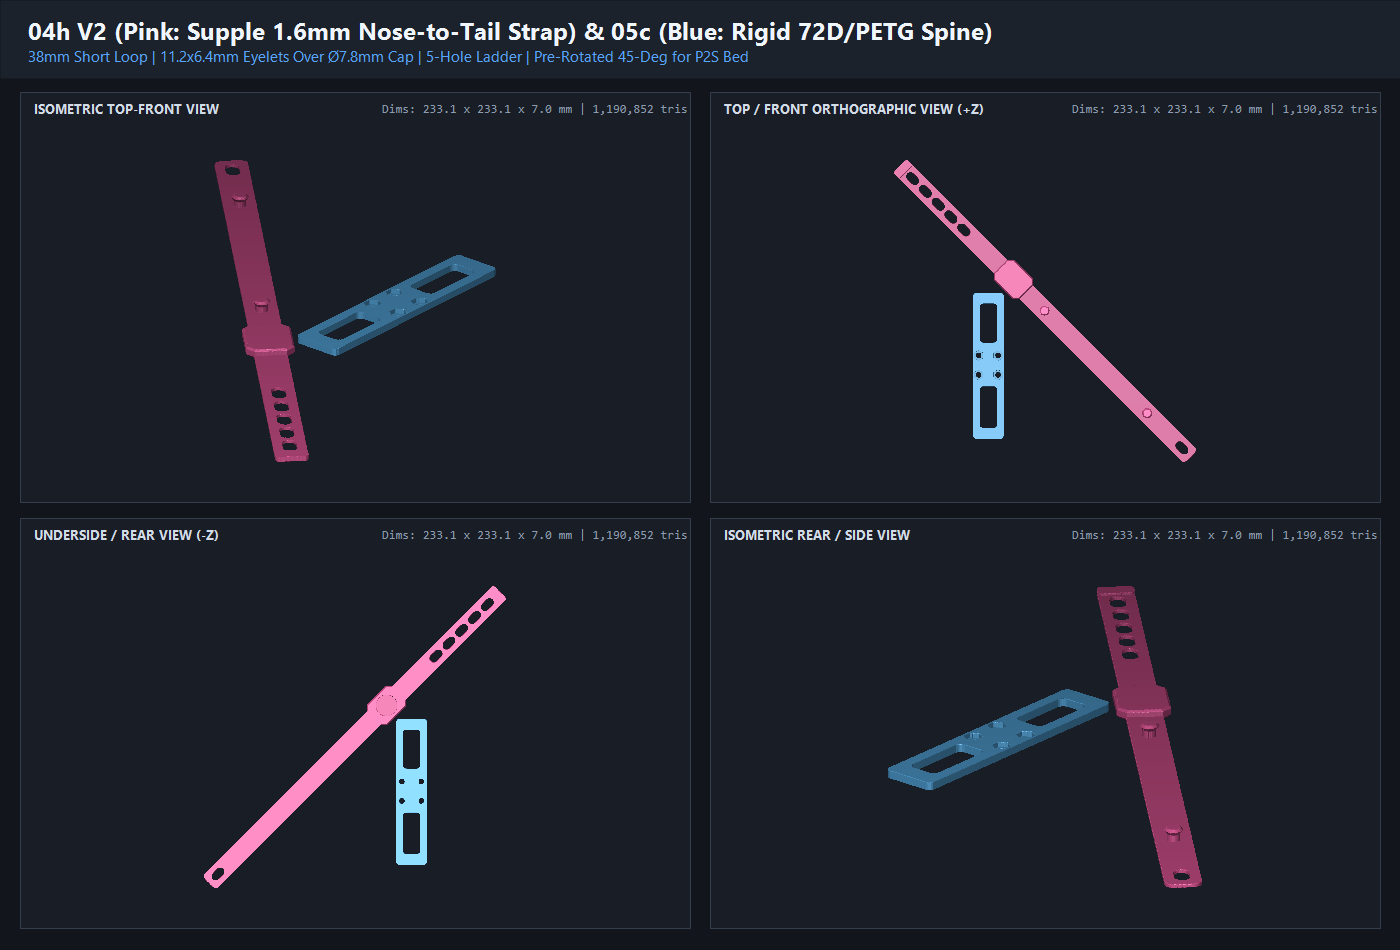 04h V2 (Pink: Supple 1.6mm Nose-to-Tail Strap) & 05c (Blue: Rigid 72D/PETG Spine)
38mm Short Loop | 11.2x6.4mm Eyelets Over Ø7.8mm Cap | 5-Hole Ladder | Pre-Rotated 45-Deg for P2S Bed
ISOMETRIC TOP-FRONT VIEW Dims: 233.1 x 233.1 x 7.0 mm | 1,190,852 tris
TOP / FRONT ORTHOGRAPHIC VIEW (+Z) Dims: 233.1 x 233.1 x 7.0 mm | 1,190,852 tris
UNDERSIDE / REAR VIEW (-Z) Dims: 233.1 x 233.1 x 7.0 mm | 1,190,852 tris
ISOMETRIC REAR / SIDE VIEW Dims: 233.1 x 233.1 x 7.0 mm | 1,190,852 tris